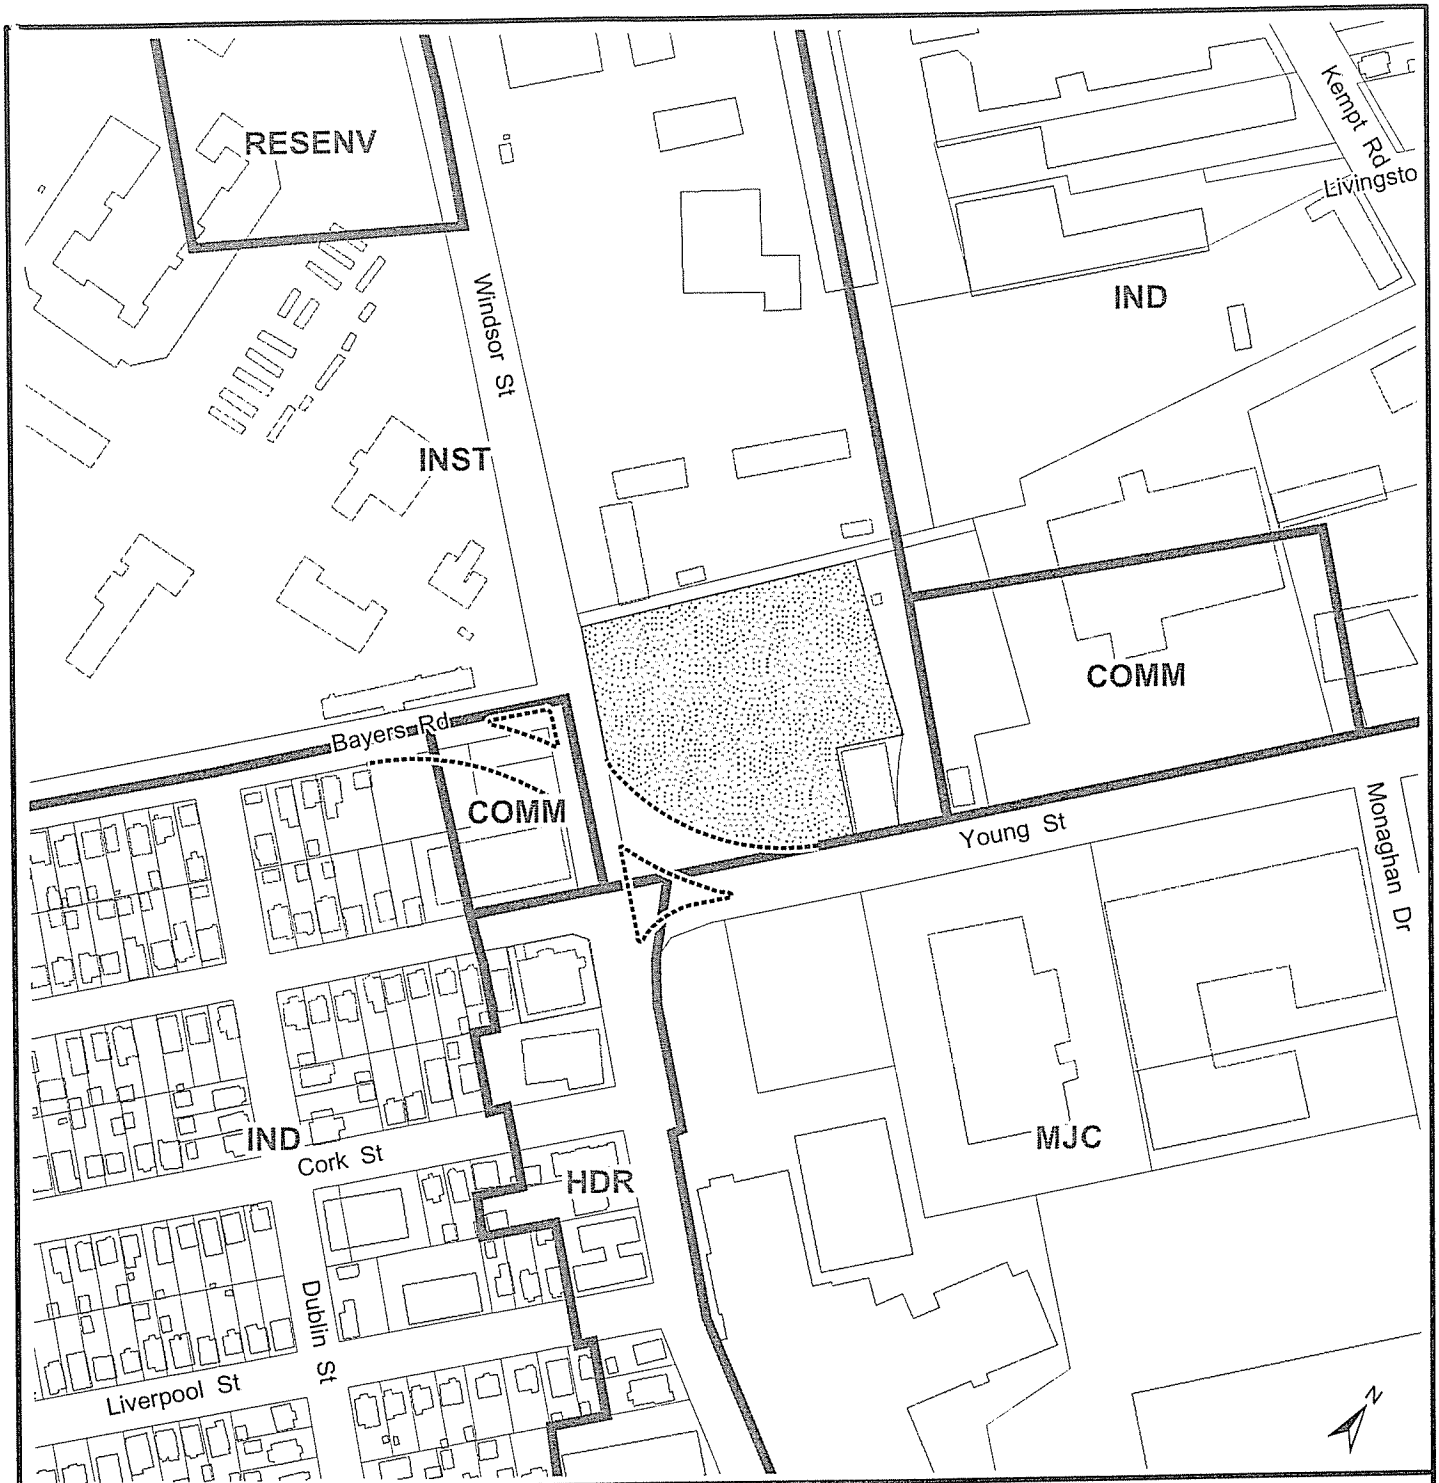 RESENV
Kempt Rd
Livingsto
Windsor St
IND
INST
COMM
Bayers Rd
COMM
Young St
Monaghan Dr
IND
Cork St
MJC
HDR
Dublin St
Liverpool St
N